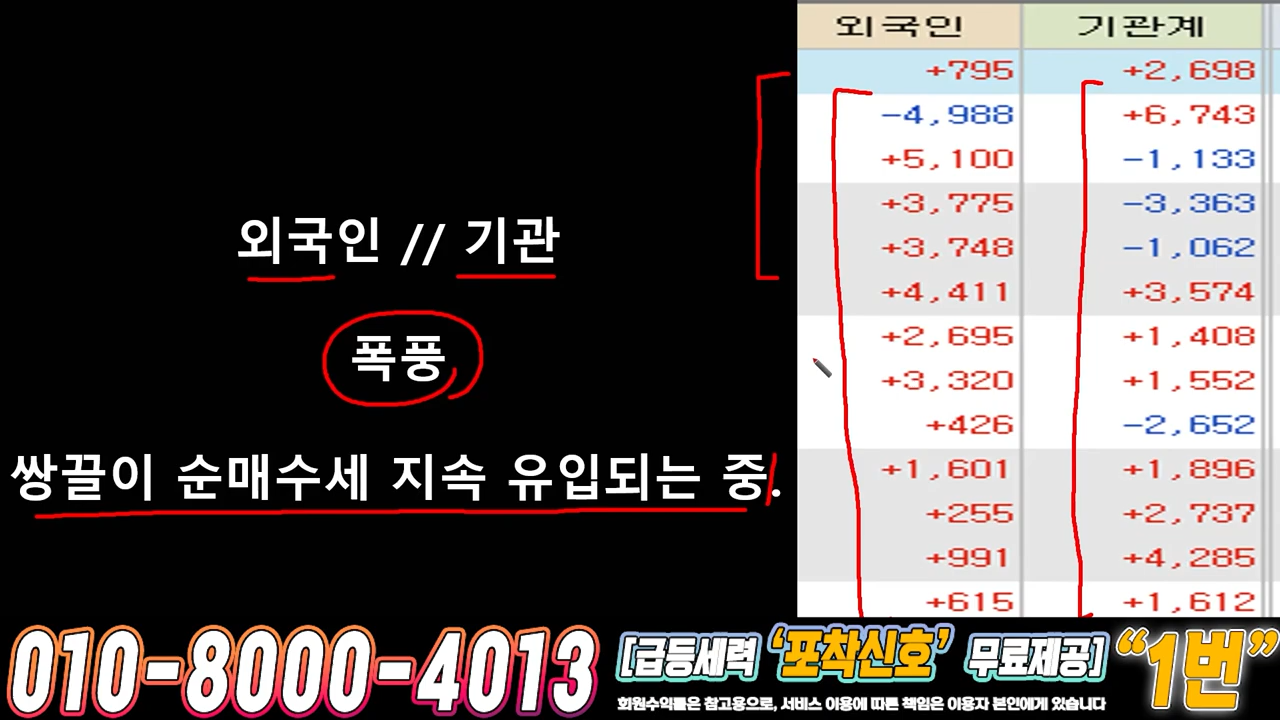 외국인 // 기관
폭풍
쌍끌이 순매수세 지속 유입되는 중.
외국인 기관계
+795 +2,698
-4,988 +6,743
+5,100 -1,133
+3,775 -3,363
+3,748 -1,062
+4,411 +3,574
+2,695 +1,408
+3,320 +1,552
+426 -2,652
+1,601 +1,896
+255 +2,737
+991 +4,285
+615 +1,612
010-8000-4013 [급등세력 ‘포착신호’ 무료제공] “1번”
회원수익률은 참고용으로, 서비스 이용에 따른 책임은 이용자 본인에게 있습니다